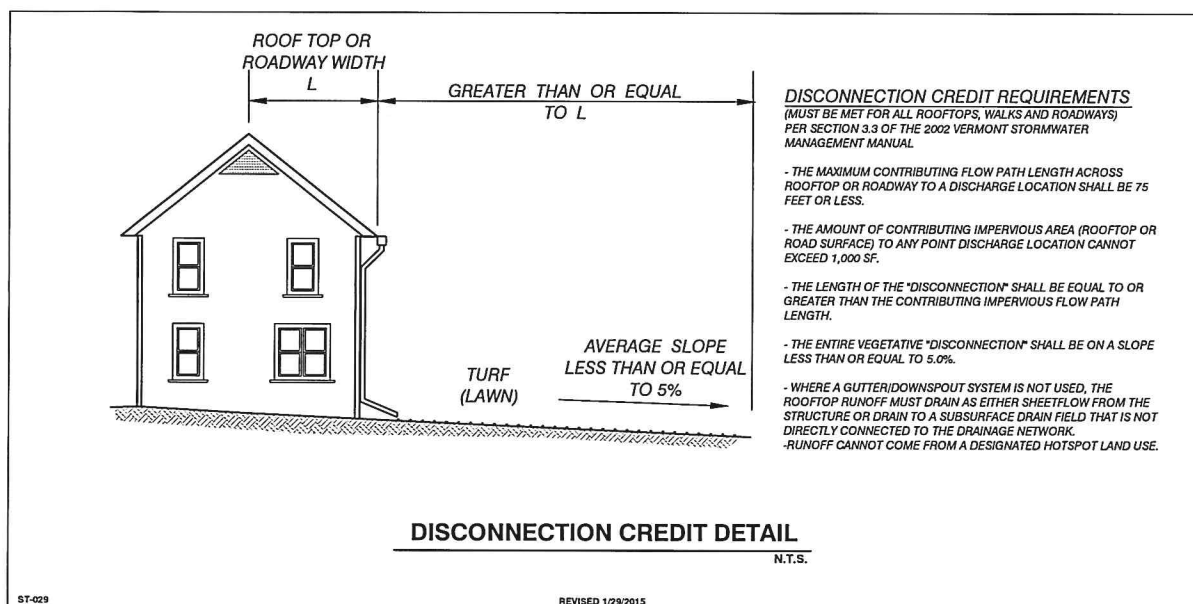 ROOF TOP OR
ROADWAY WIDTH
L
GREATER THAN OR EQUAL
TO L
TURF
(LAWN)
AVERAGE SLOPE
LESS THAN OR EQUAL
TO 5%
DISCONNECTION CREDIT REQUIREMENTS
(MUST BE MET FOR ALL ROOFTOPS, WALKS AND ROADWAYS)
PER SECTION 3.3 OF THE 2002 VERMONT STORMWATER
MANAGEMENT MANUAL
- THE MAXIMUM CONTRIBUTING FLOW PATH LENGTH ACROSS
ROOFTOP OR ROADWAY TO A DISCHARGE LOCATION SHALL BE 75
FEET OR LESS.
- THE AMOUNT OF CONTRIBUTING IMPERVIOUS AREA (ROOFTOP OR
ROAD SURFACE) TO ANY POINT DISCHARGE LOCATION CANNOT
EXCEED 1,000 SF.
- THE LENGTH OF THE "DISCONNECTION" SHALL BE EQUAL TO OR
GREATER THAN THE CONTRIBUTING IMPERVIOUS FLOW PATH
LENGTH.
- THE ENTIRE VEGETATIVE "DISCONNECTION" SHALL BE ON A SLOPE
LESS THAN OR EQUAL TO 5.0%.
- WHERE A GUTTER/DOWNSPOUT SYSTEM IS NOT USED, THE
ROOFTOP RUNOFF MUST DRAIN AS EITHER SHEETFLOW FROM THE
STRUCTURE OR DRAIN TO A SUBSURFACE DRAIN FIELD THAT IS NOT
DIRECTLY CONNECTED TO THE DRAINAGE NETWORK.
-RUNOFF CANNOT COME FROM A DESIGNATED HOTSPOT LAND USE.
DISCONNECTION CREDIT DETAIL
N.T.S.
ST-029
REVISED 1/29/2015